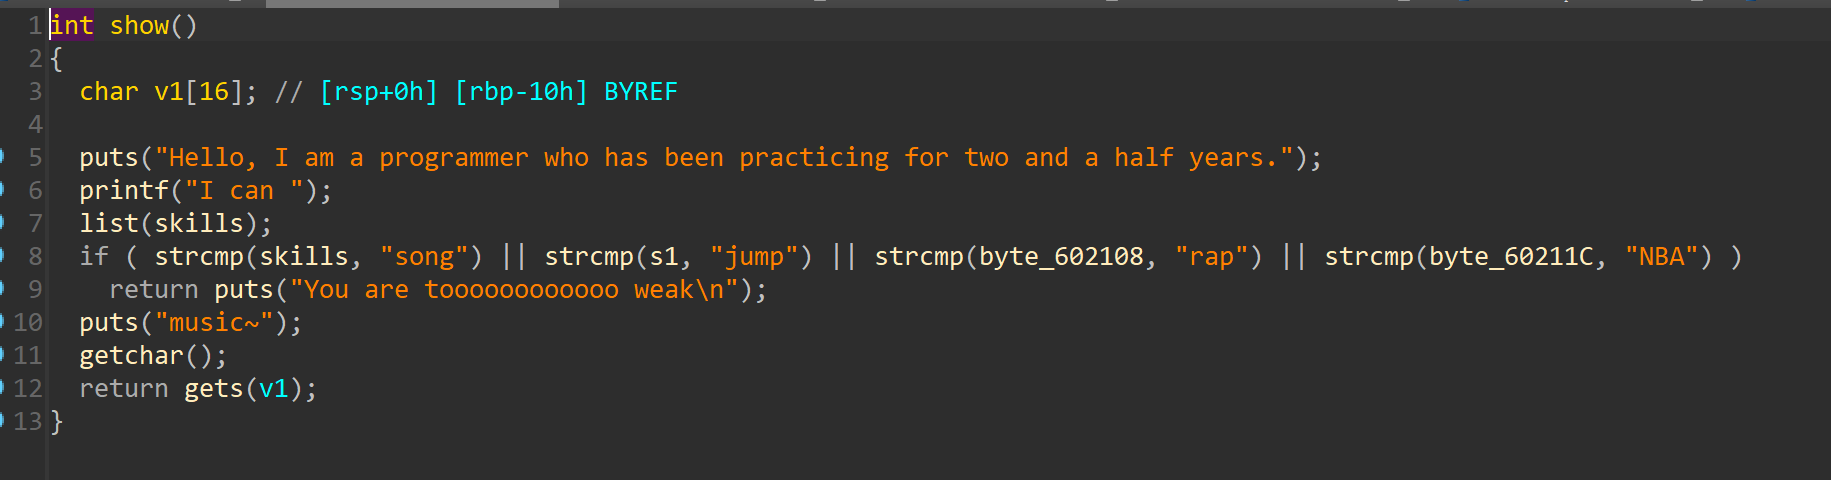 1 int show()
2 {
3   char v1[16]; // [rsp+0h] [rbp-10h] BYREF
4
5   puts("Hello, I am a programmer who has been practicing for two and a half years.");
6   printf("I can ");
7   list(skills);
8   if ( strcmp(skills, "song") || strcmp(s1, "jump") || strcmp(byte_602108, "rap") || strcmp(byte_60211C, "NBA") )
9     return puts("You are toooooooooooo weak\n");
10   puts("music~");
11   getchar();
12   return gets(v1);
13 }